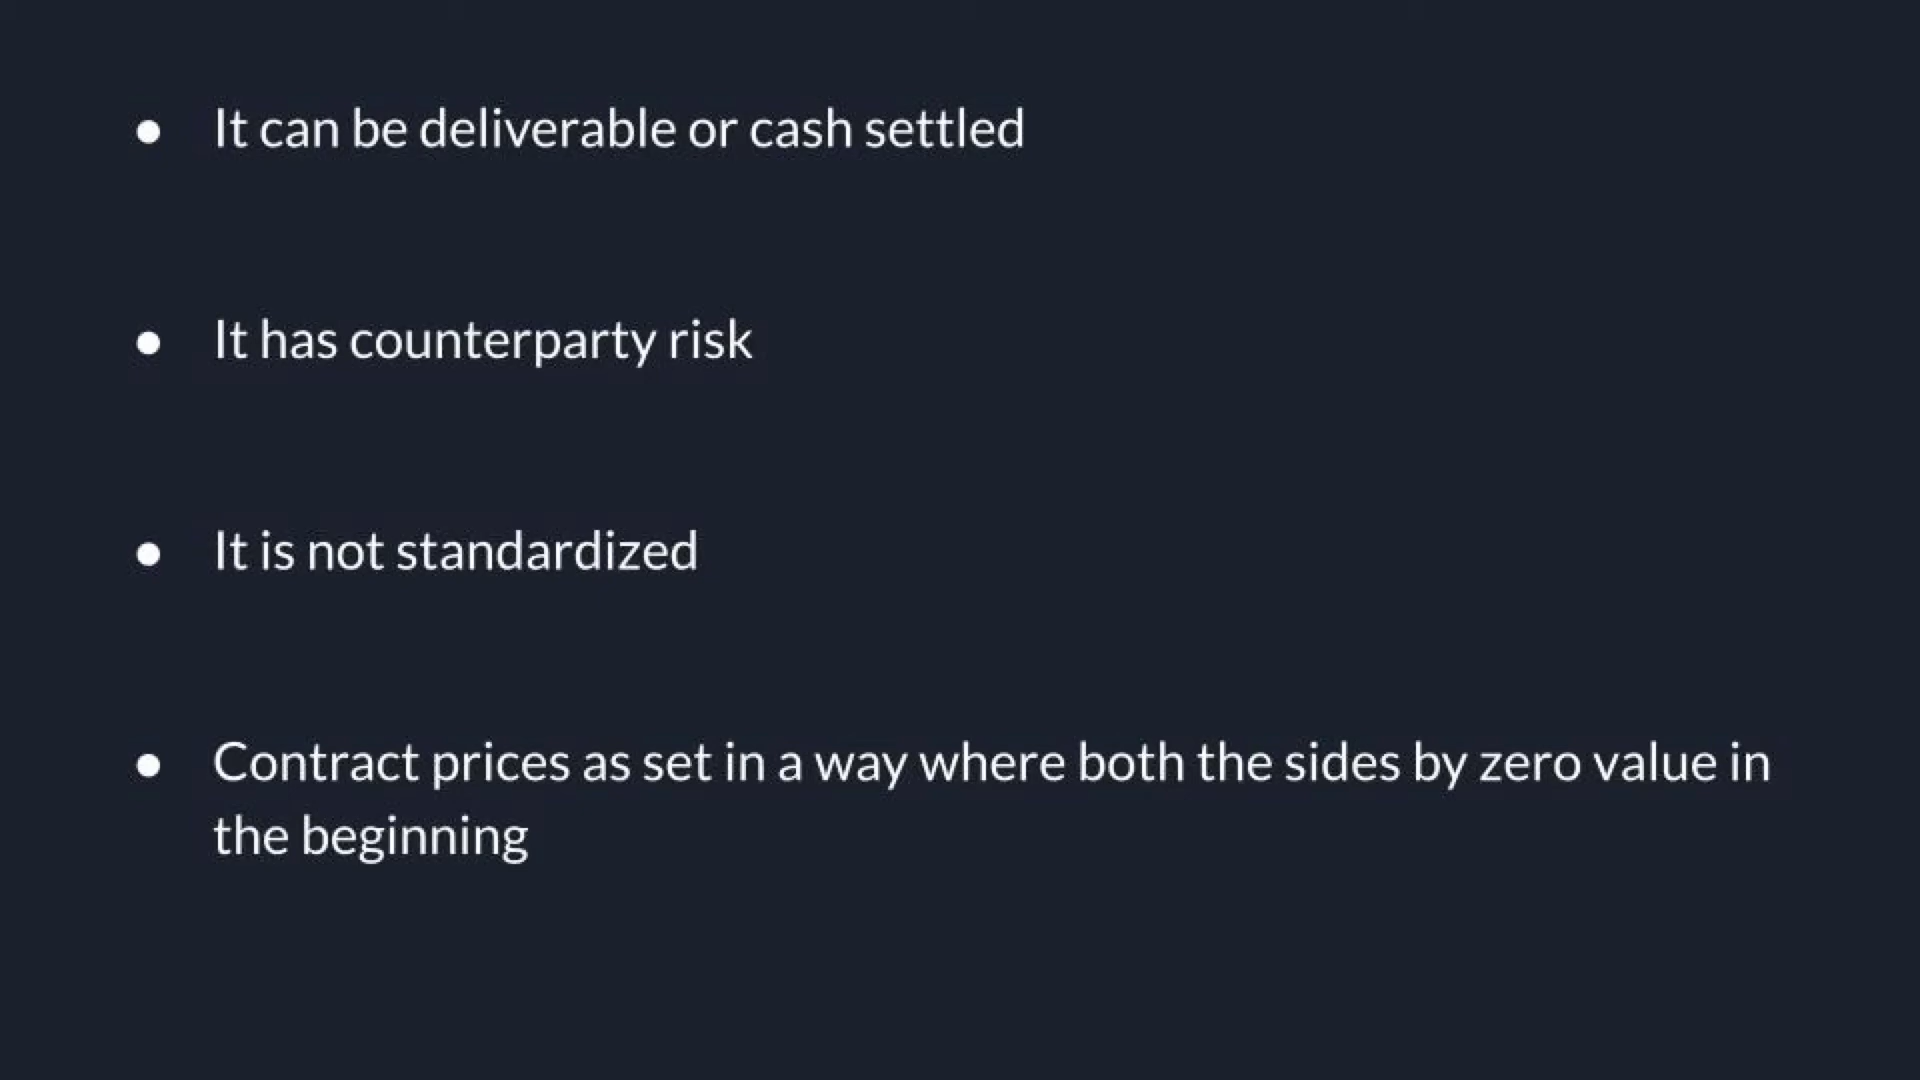 ● It can be deliverable or cash settled
● It has counterparty risk
● It is not standardized
● Contract prices as set in a way where both the sides by zero value in
the beginning